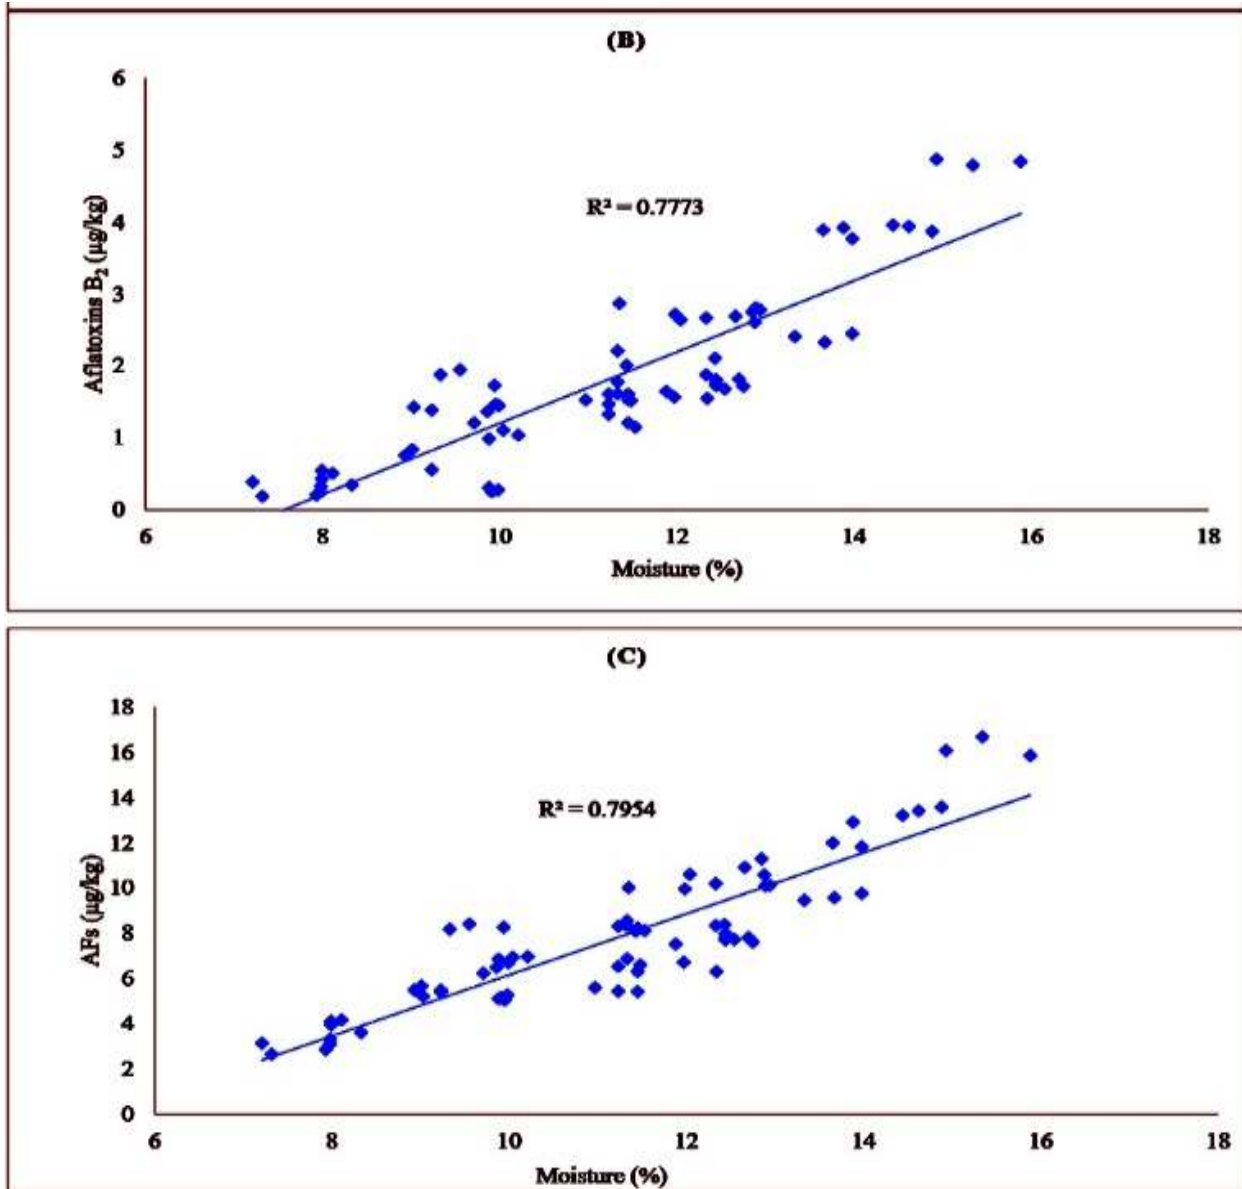 (B)
6
5
4
3
2
1
0
Aflatoxins B₂ (µg/kg)
R² = 0.7773
6 8 10 12 14 16 18
Moisture (%)
(C)
18
16
14
12
10
8
6
4
2
0
AFs (µg/kg)
R² = 0.7954
6 8 10 12 14 16 18
Moisture (%)